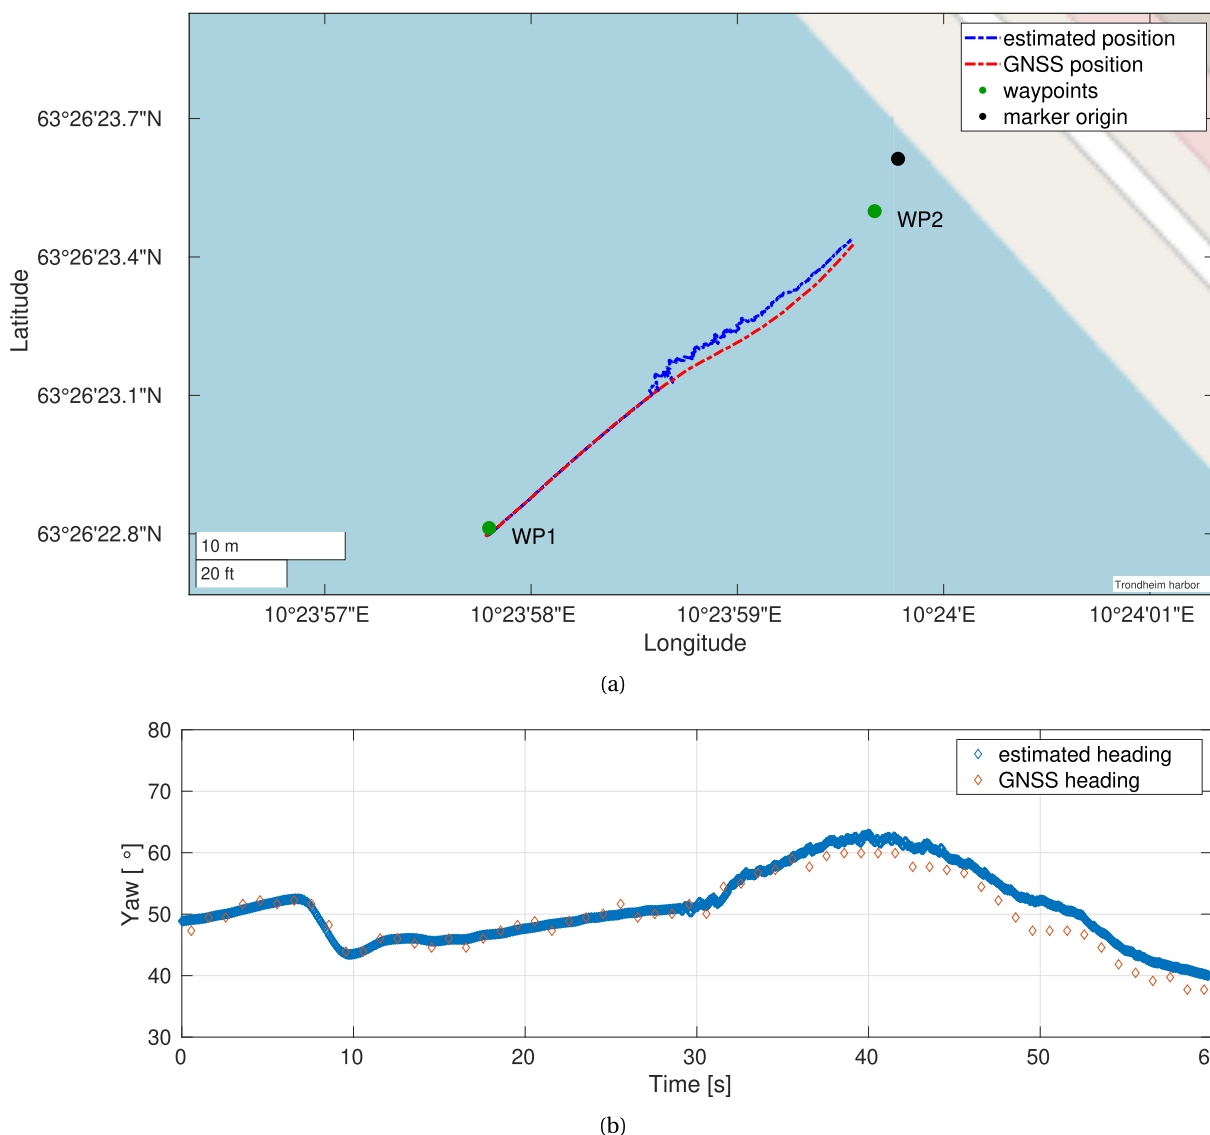 estimated position
GNSS position
waypoints
marker origin
63°26'23.7"N
WP2
63°26'23.4"N
Latitude
63°26'23.1"N
63°26'22.8"N
WP1
10 m
20 ft
Trondheim harbor
10°23'57"E
10°23'58"E
10°23'59"E
10°24'E
10°24'01"E
Longitude
(a)
80
estimated heading
GNSS heading
70
60
Yaw [ °]
50
40
30
0
10
20
30
40
50
6
Time [s]
(b)